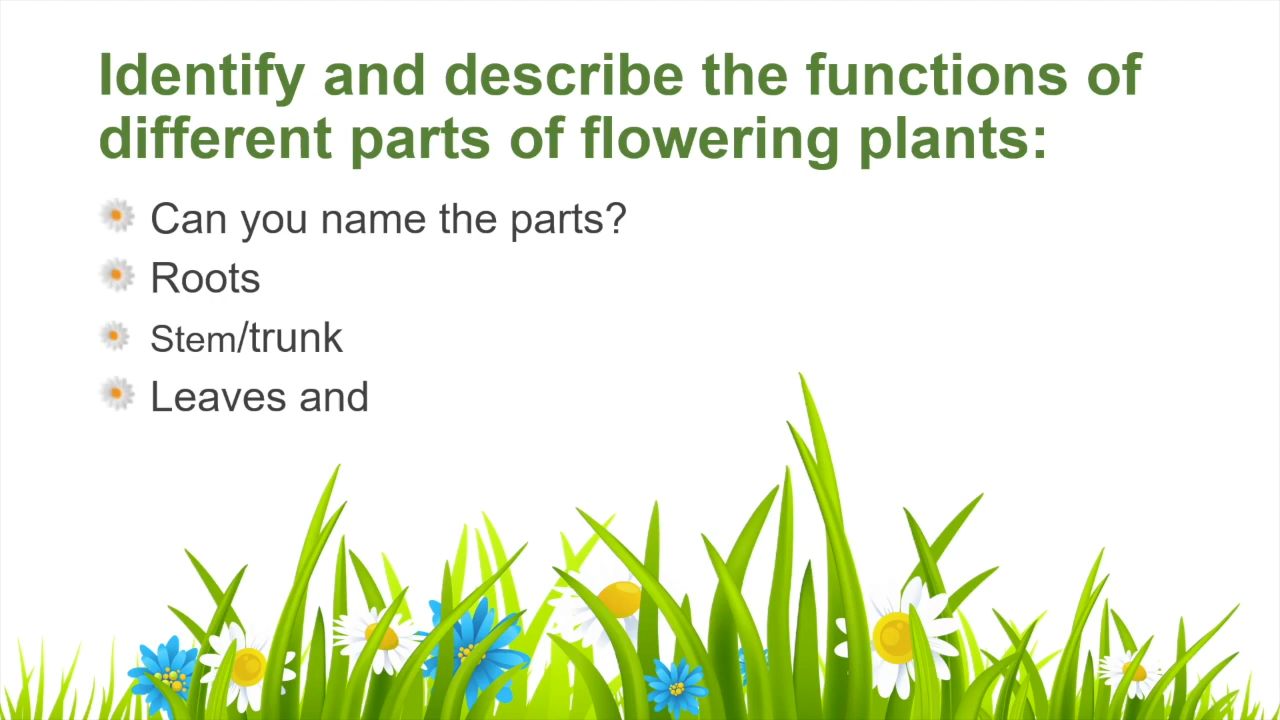 Identify and describe the functions of
different parts of flowering plants:
Can you name the parts?
Roots
Stem/trunk
Leaves and